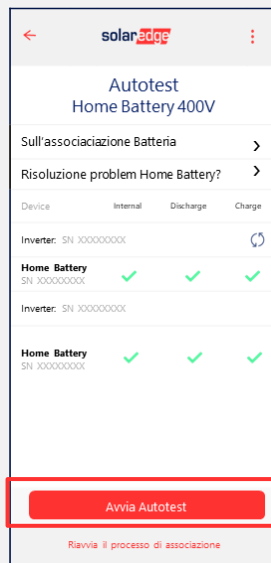 solaredge
Autotest
Home Battery 400V
Sull'associaciazione Batteria
Risoluzione problem Home Battery?
Device Internal Discharge Charge
Inverter: SN XXXXXXXX
Home Battery
SN XXXXXXXX
Inverter: SN XXXXXXXX
Home Battery
SN XXXXXXXX
Avvia Autotest
Riavvia il processo di associazione